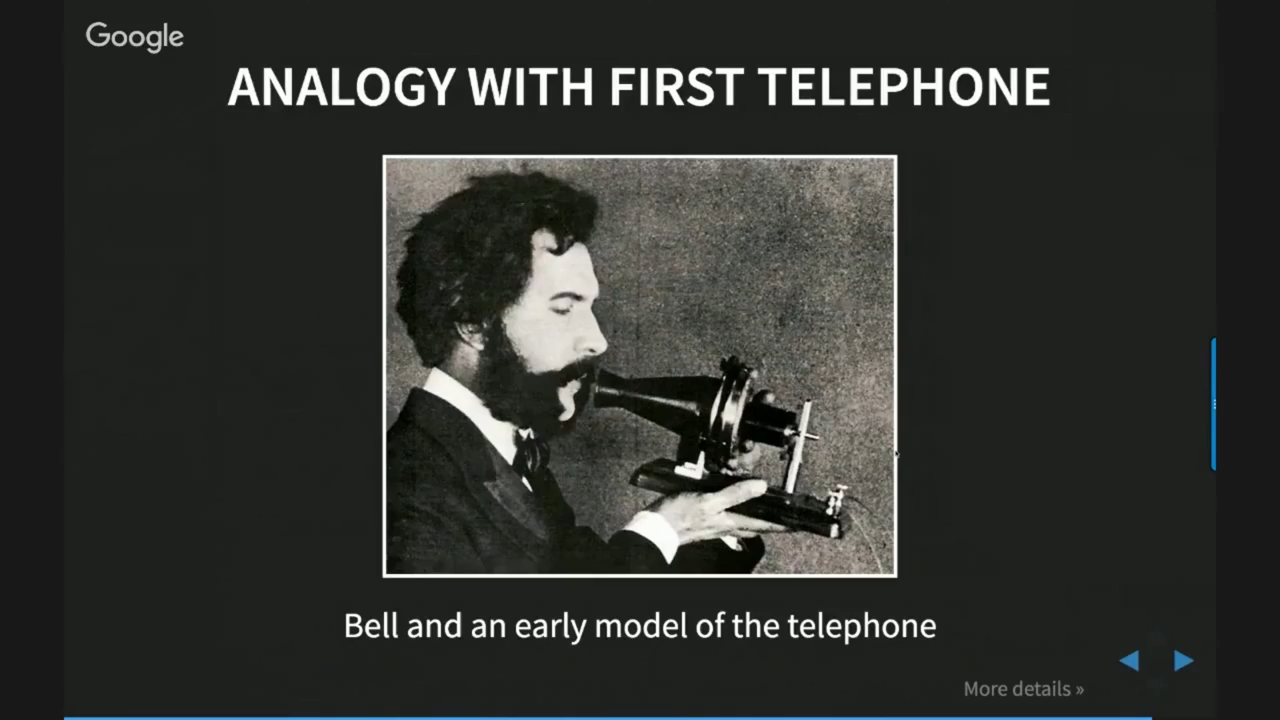 Google
ANALOGY WITH FIRST TELEPHONE
Bell and an early model of the telephone
More details »